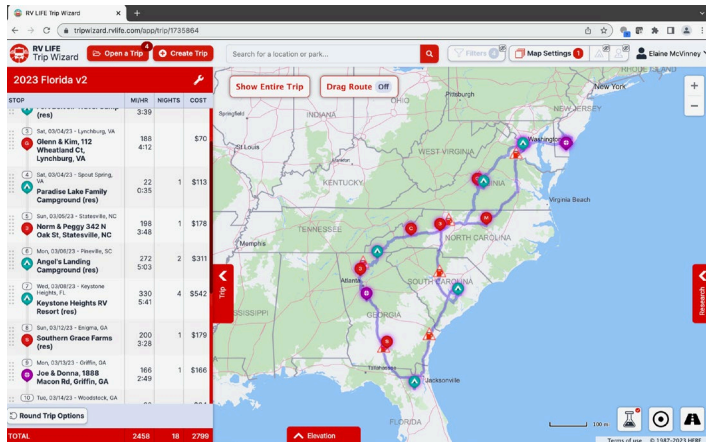 RV LIFE Trip Wizard
tripwizard.rvlife.com/app/trip/1735864
RV LIFE
Trip Wizard
Open a Trip
4
Create Trip
Search for a location or park...
Filters
Map Settings 1
Elaine McVinney
2023 Florida v2
STOP MI/HR NIGHTS COST
(res) 3:39
3 Sat, 03/04/23 - Lynchburg, VA
Glenn & Kim, 112 Wheatland Ct, Lynchburg, VA
188
4:12
$70
4 Sat, 03/04/23 - Spout Spring, VA
Paradise Lake Family Campground (res)
22
0:35
1
$113
5 Sun, 03/05/23 - Statesville, NC
Norm & Peggy 342 N Oak St, Statesville, NC
198
3:48
1
$178
6 Mon, 03/06/23 - Pineville, SC
Angel's Landing Campground (res)
272
5:03
2
$311
7 Wed, 03/08/23 - Keystone Heights, FL
Keystone Heights RV Resort (res)
330
5:41
4
$542
8 Sun, 03/12/23 - Enigma, GA
Southern Grace Farms (res)
200
3:28
1
$179
9 Mon, 03/13/23 - Griffin, GA
Joe & Donna, 1888 Macon Rd, Griffin, GA
166
2:49
1
$166
10 Tue, 03/14/23 - Woodstock, GA
Round Trip Options
TOTAL 2458 18 2799
Show Entire Trip
Drag Route Off
OHIO
Pittsburgh
New York
RHODE ISLAND
NEW JERSEY
Springfield
INDIANA
St Louis
Washington
WEST VIRGINIA
KENTUCKY
Virginia Beach
TENNESSEE
NORTH CAROLINA
Memphis
Atlanta
SOUTH CAROLINA
GEORGIA
Tallahassee
Jacksonville
FLORIDA
Trip
Research
Elevation
100 mi
Terms of use © 1987-2023 HERE